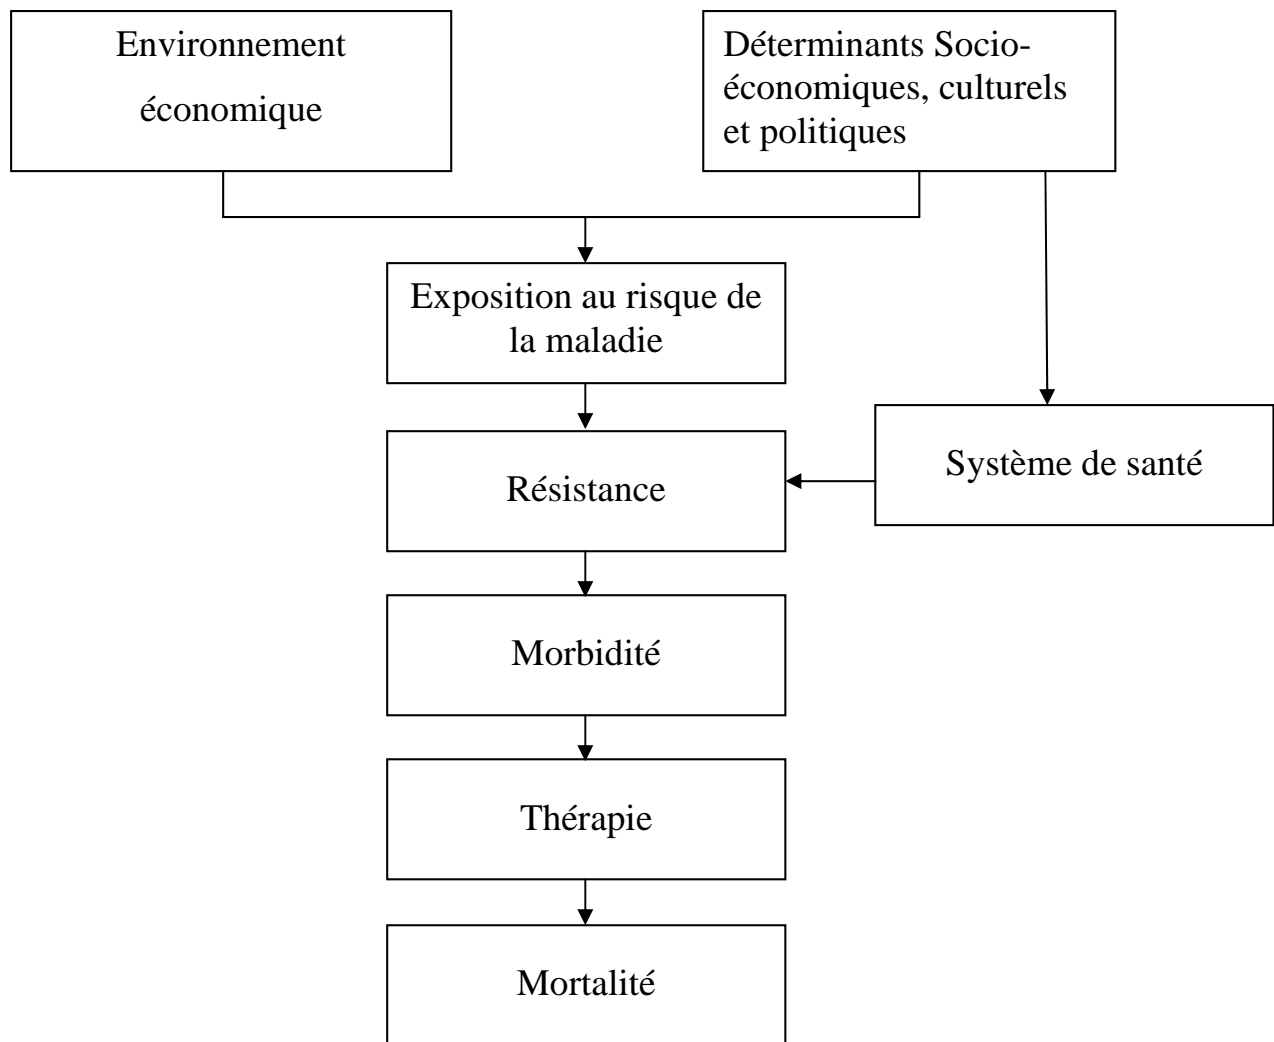 Environnement
économique
Déterminants Socio-
économiques, culturels
et politiques
Exposition au risque de
la maladie
Système de santé
Résistance
Morbidité
Thérapie
Mortalité